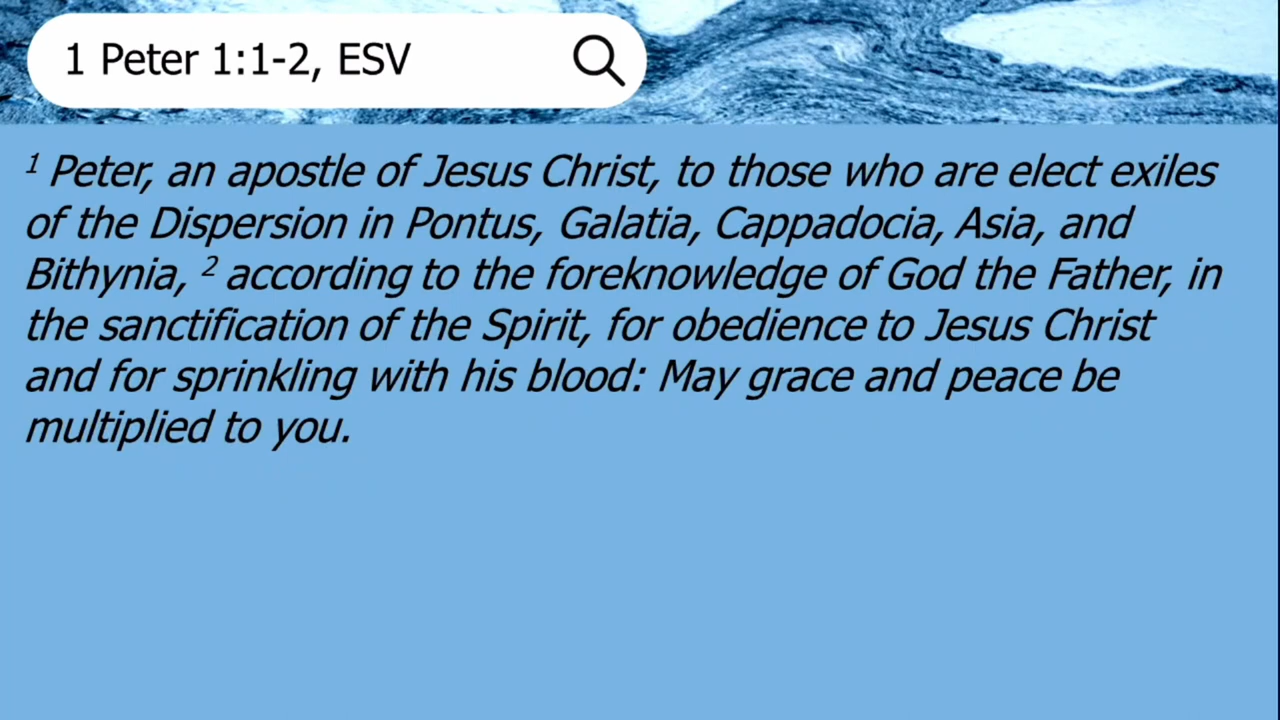 1 Peter 1:1-2, ESV
1 Peter, an apostle of Jesus Christ, to those who are elect exiles
of the Dispersion in Pontus, Galatia, Cappadocia, Asia, and
Bithynia, 2 according to the foreknowledge of God the Father, in
the sanctification of the Spirit, for obedience to Jesus Christ
and for sprinkling with his blood: May grace and peace be
multiplied to you.